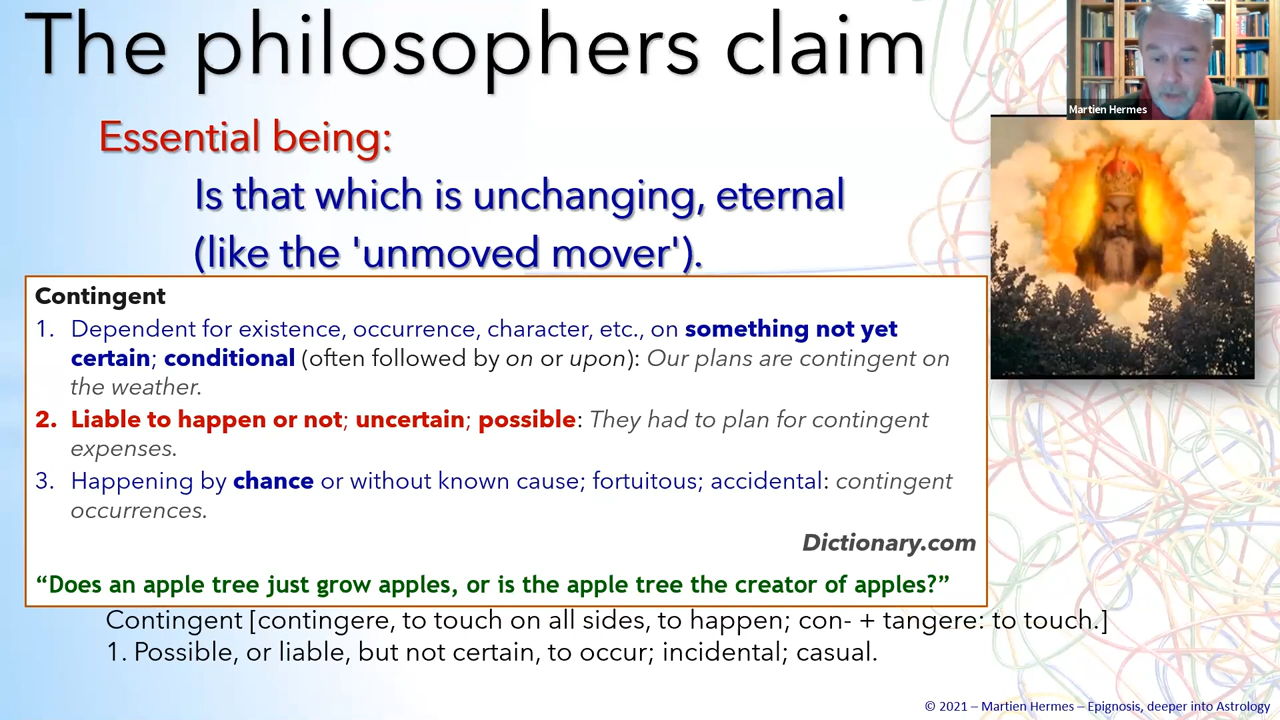 The philosophers claim
Martien Hermes
Essential being:
Is that which is unchanging, eternal
(like the 'unmoved mover').
Contingent
1. Dependent for existence, occurrence, character, etc., on something not yet
certain; conditional (often followed by on or upon): Our plans are contingent on
the weather.
2. Liable to happen or not; uncertain; possible: They had to plan for contingent
expenses.
3. Happening by chance or without known cause; fortuitous; accidental: contingent
occurrences.
Dictionary.com
“Does an apple tree just grow apples, or is the apple tree the creator of apples?”
Contingent [contingere, to touch on all sides, to happen; con- + tangere: to touch.]
1. Possible, or liable, but not certain, to occur; incidental; casual.
© 2021 – Martien Hermes – Epignosis, deeper into Astrology